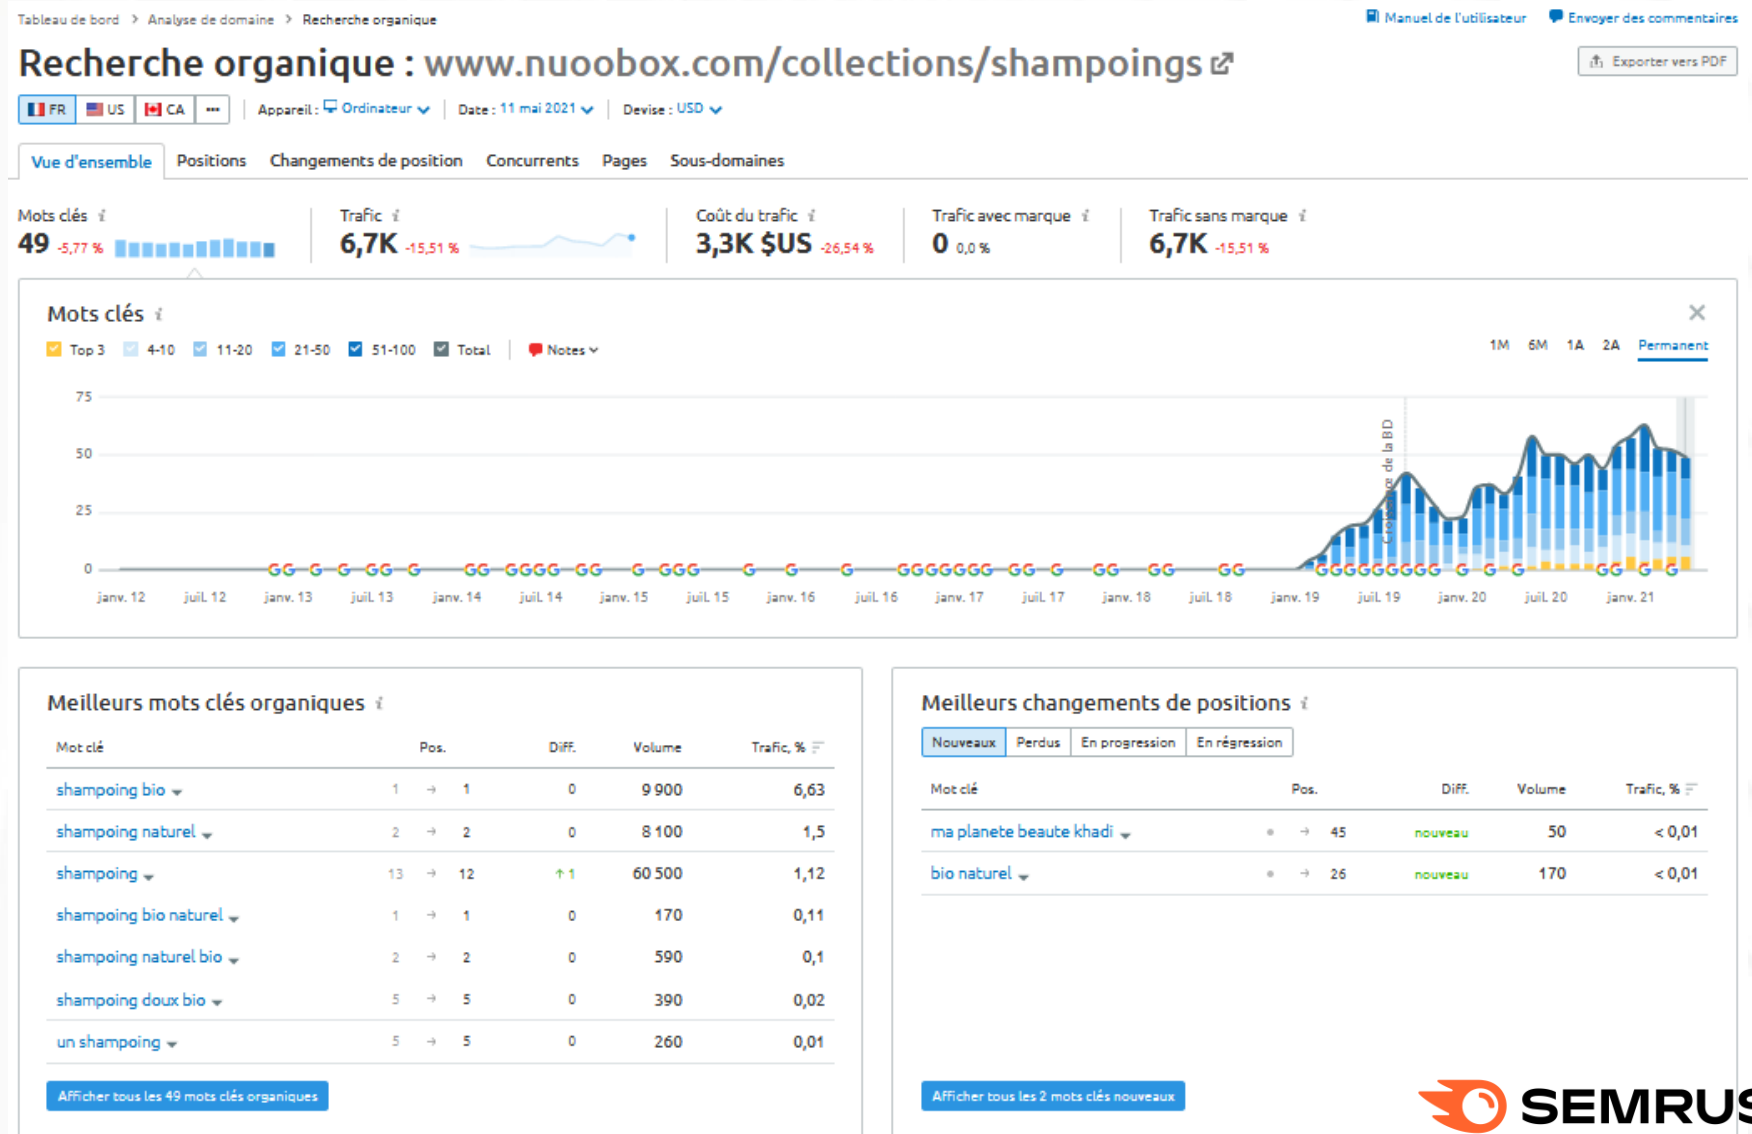 Tableau de bord > Analyse de domaine > Recherche organique
Manuel de l'utilisateur Envoyer des commentaires
Recherche organique : www.nuoobox.com/collections/shampoings
Exporter vers PDF
FR US CA ... Appareil : Ordinateur Date : 11 mai 2021 Devise : USD
Vue d'ensemble Positions Changements de position Concurrents Pages Sous-domaines
Mots clés i Trafic i Coût du trafic i Trafic avec marque i Trafic sans marque i
49 -5,77 % 6,7K -15,51 % 3,3K $US -26,54 % 0 0,0 % 6,7K -15,51 %
Mots clés i
Top 3 4-10 11-20 21-50 51-100 Total Notes
1M 6M 1A 2A Permanent
75
50
25
0
de la BD
janv. 12 juil. 12 janv. 13 juil. 13 janv. 14 juil. 14 janv. 15 juil. 15 janv. 16 juil. 16 janv. 17 juil. 17 janv. 18 juil. 18 janv. 19 juil. 19 janv. 20 juil. 20 janv. 21
Meilleurs mots clés organiques i
Mot clé Pos. Diff. Volume Trafic, %
shampoing bio 1 → 1 0 9 900 6,63
shampoing naturel 2 → 2 0 8 100 1,5
shampoing 13 → 12 ↑ 1 60 500 1,12
shampoing bio naturel 1 → 1 0 170 0,11
shampoing naturel bio 2 → 2 0 590 0,1
shampoing doux bio 5 → 5 0 390 0,02
un shampoing 5 → 5 0 260 0,01
Afficher tous les 49 mots clés organiques
Meilleurs changements de positions i
Nouveaux Perdus En progression En régression
Mot clé Pos. Diff. Volume Trafic, %
ma planete beaute khadi • → 45 nouveau 50 < 0,01
bio naturel • → 26 nouveau 170 < 0,01
Afficher tous les 2 mots clés nouveaux
SEMRUS